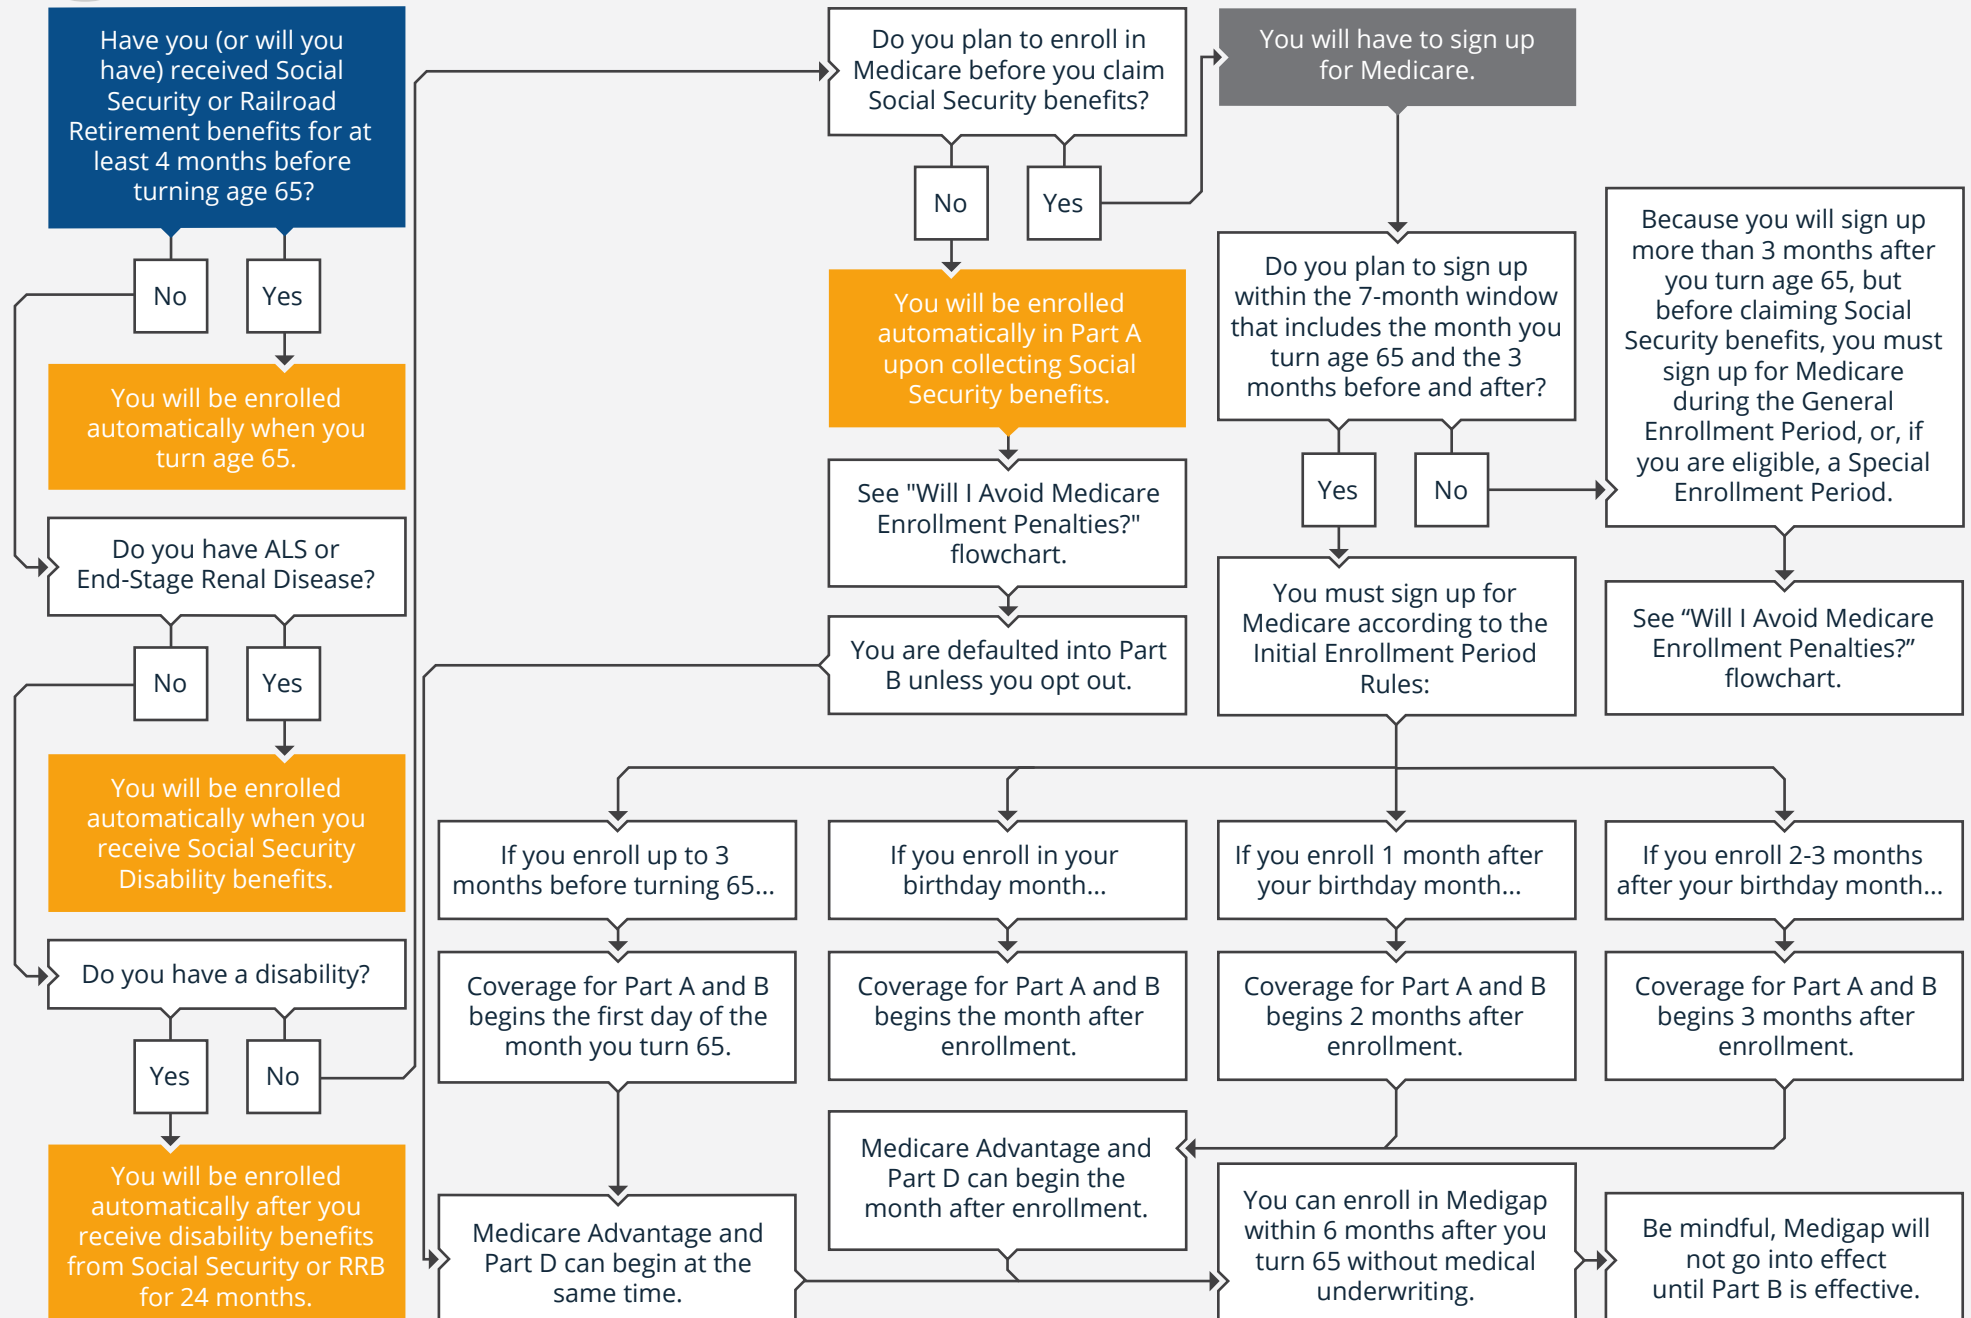 Have you (or will you
have) received Social
Security or Railroad
Retirement benefits for at
least 4 months before
turning age 65?
No
Yes
You will be enrolled
automatically when you
turn age 65.
Do you have ALS or
End-Stage Renal Disease?
No
Yes
You will be enrolled
automatically when you
receive Social Security
Disability benefits.
Do you have a disability?
Yes
No
You will be enrolled
automatically after you
receive disability benefits
from Social Security or RRB
for 24 months.
Do you plan to enroll in
Medicare before you claim
Social Security benefits?
No
Yes
You will be enrolled
automatically in Part A
upon collecting Social
Security benefits.
See "Will I Avoid Medicare
Enrollment Penalties?"
flowchart.
You are defaulted into Part
B unless you opt out.
You will have to sign up
for Medicare.
Do you plan to sign up
within the 7-month window
that includes the month you
turn age 65 and the 3
months before and after?
Yes
No
Because you will sign up
more than 3 months after
you turn age 65, but
before claiming Social
Security benefits, you must
sign up for Medicare
during the General
Enrollment Period, or, if
you are eligible, a Special
Enrollment Period.
See “Will I Avoid Medicare
Enrollment Penalties?”
flowchart.
You must sign up for
Medicare according to the
Initial Enrollment Period
Rules:
If you enroll up to 3
months before turning 65...
Coverage for Part A and B
begins the first day of the
month you turn 65.
Medicare Advantage and
Part D can begin at the
same time.
If you enroll in your
birthday month...
Coverage for Part A and B
begins the month after
enrollment.
If you enroll 1 month after
your birthday month...
Coverage for Part A and B
begins 2 months after
enrollment.
If you enroll 2-3 months
after your birthday month...
Coverage for Part A and B
begins 3 months after
enrollment.
Medicare Advantage and
Part D can begin the
month after enrollment.
You can enroll in Medigap
within 6 months after you
turn 65 without medical
underwriting.
Be mindful, Medigap will
not go into effect
until Part B is effective.